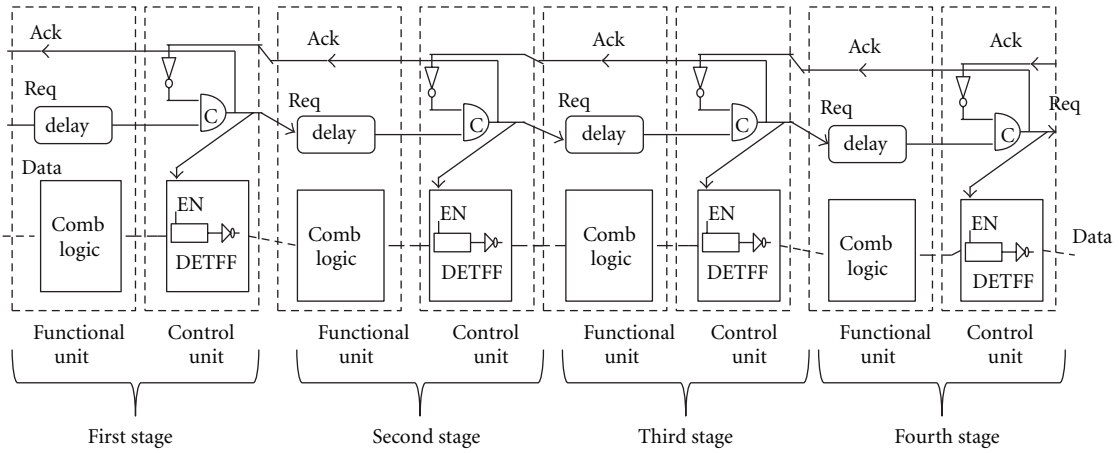 Ack
Ack
Ack
Ack
Ack
Req
Req
Req
Req
Req
delay
delay
delay
delay
C
C
C
C
Data
Data
Comb
logic
EN
DETFF
Comb
logic
EN
DETFF
Comb
logic
EN
DETFF
Comb
logic
EN
DETFF
Functional
unit
Control
unit
Functional
unit
Control
unit
Functional
unit
Control
unit
Functional
unit
Control
unit
First stage
Second stage
Third stage
Fourth stage